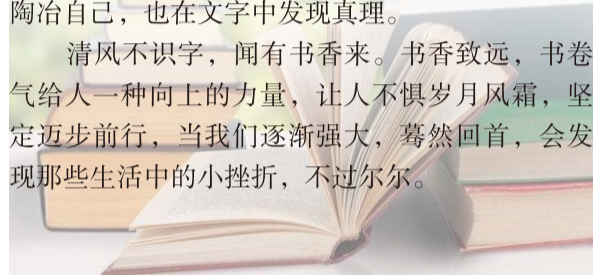 陶冶自己，也在文字中发现真理。
清风不识字，闻有书香来。书香致远，书卷
气给人一种向上的力量，让人不惧岁月风霜，坚
定迈步前行，当我们逐渐强大，蓦然回首，会发
现那些生活中的小挫折，不过尔尔。